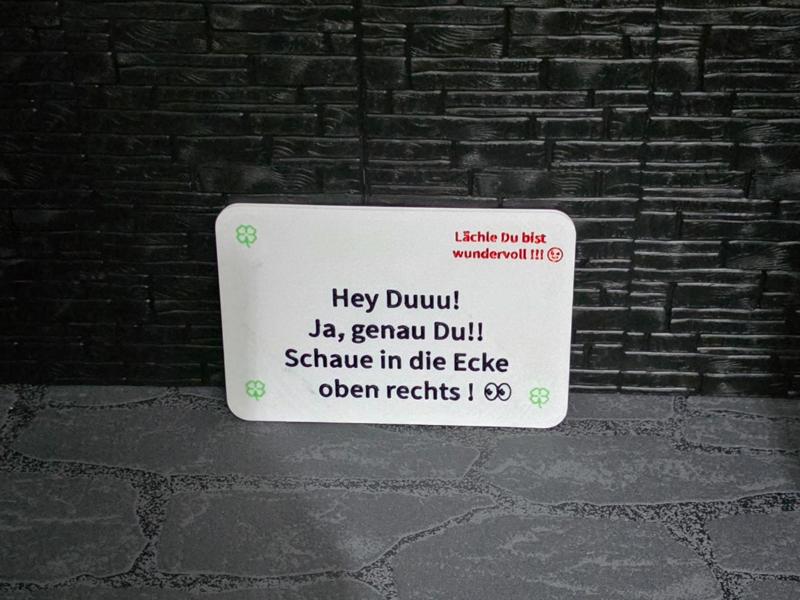 Lächle Du bist
wundervoll !!! 😉
Hey Duuu!
Ja, genau Du!!
Schaue in die Ecke
oben rechts ! 👀